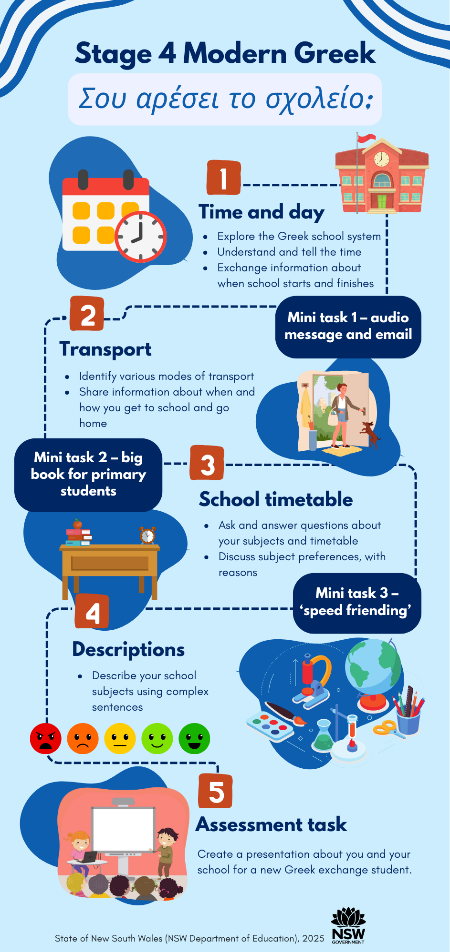 Stage 4 Modern Greek
Σου αρέσει το σχολείο:
1
Time and day
• Explore the Greek school system
• Understand and tell the time
• Exchange information about
when school starts and finishes
Mini task 1 – audio
message and email
2
Transport
• Identify various modes of transport
• Share information about when and
how you get to school and go
home
Mini task 2 – big
book for primary
students
3
School timetable
• Ask and answer questions about
your subjects and timetable
• Discuss subject preferences, with
reasons
Mini task 3 –
‘speed friending’
4
Descriptions
• Describe your school
subjects using complex
sentences
5
Assessment task
Create a presentation about you and your
school for a new Greek exchange student.
State of New South Wales (NSW Department of Education), 2025
NSW
GOVERNMENT